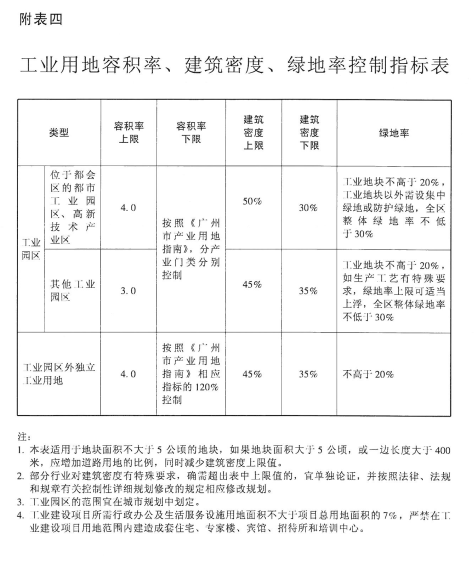 附表四
工业用地容积率、建筑密度、绿地率控制指标表
类型
容积率
上限
容积率
下限
建筑
密度
上限
建筑
密度
下限
绿地率
工业
园区
位于都会
区的都市
工业园
区、高新
技术产
业区
4.0
按照《广州
市产业用地
指南》，分产
业门类分别
控制
50%
30%
工业地块不高于20%，
工业地块以外需设集中
绿地或防护绿地，全区
整体绿地率不低
于30%
其他工业
园区
3.0
45%
35%
工业地块不高于20%，
如生产工艺有特殊要
求，绿地率上限可适当
上浮，全区整体绿地率
不低于30%
工业园区外独立
工业用地
4.0
按照《广州
市产业用地
指南》相应
指标的120%
控制
45%
35%
不高于20%
注：
1. 本表适用于地块面积不大于5公顷的地块，如果地块面积大于5公顷，或一边长度大于400
米，应增加道路用地的比例，同时减少建筑密度上限值。
2. 部分行业对建筑密度有特殊要求，确需超出表中上限值的，宜单独论证，并按照法律、法规
和规章有关控制性详细规划修改的规定相应修改规划。
3. 工业园区的范围宜在城市规划中划定。
4. 工业建设项目所需行政办公及生活服务设施用地面积不大于项目总用地面积的7%，严禁在工
业建设项目用地范围内建造成套住宅、专家楼、宾馆、招待所和培训中心。